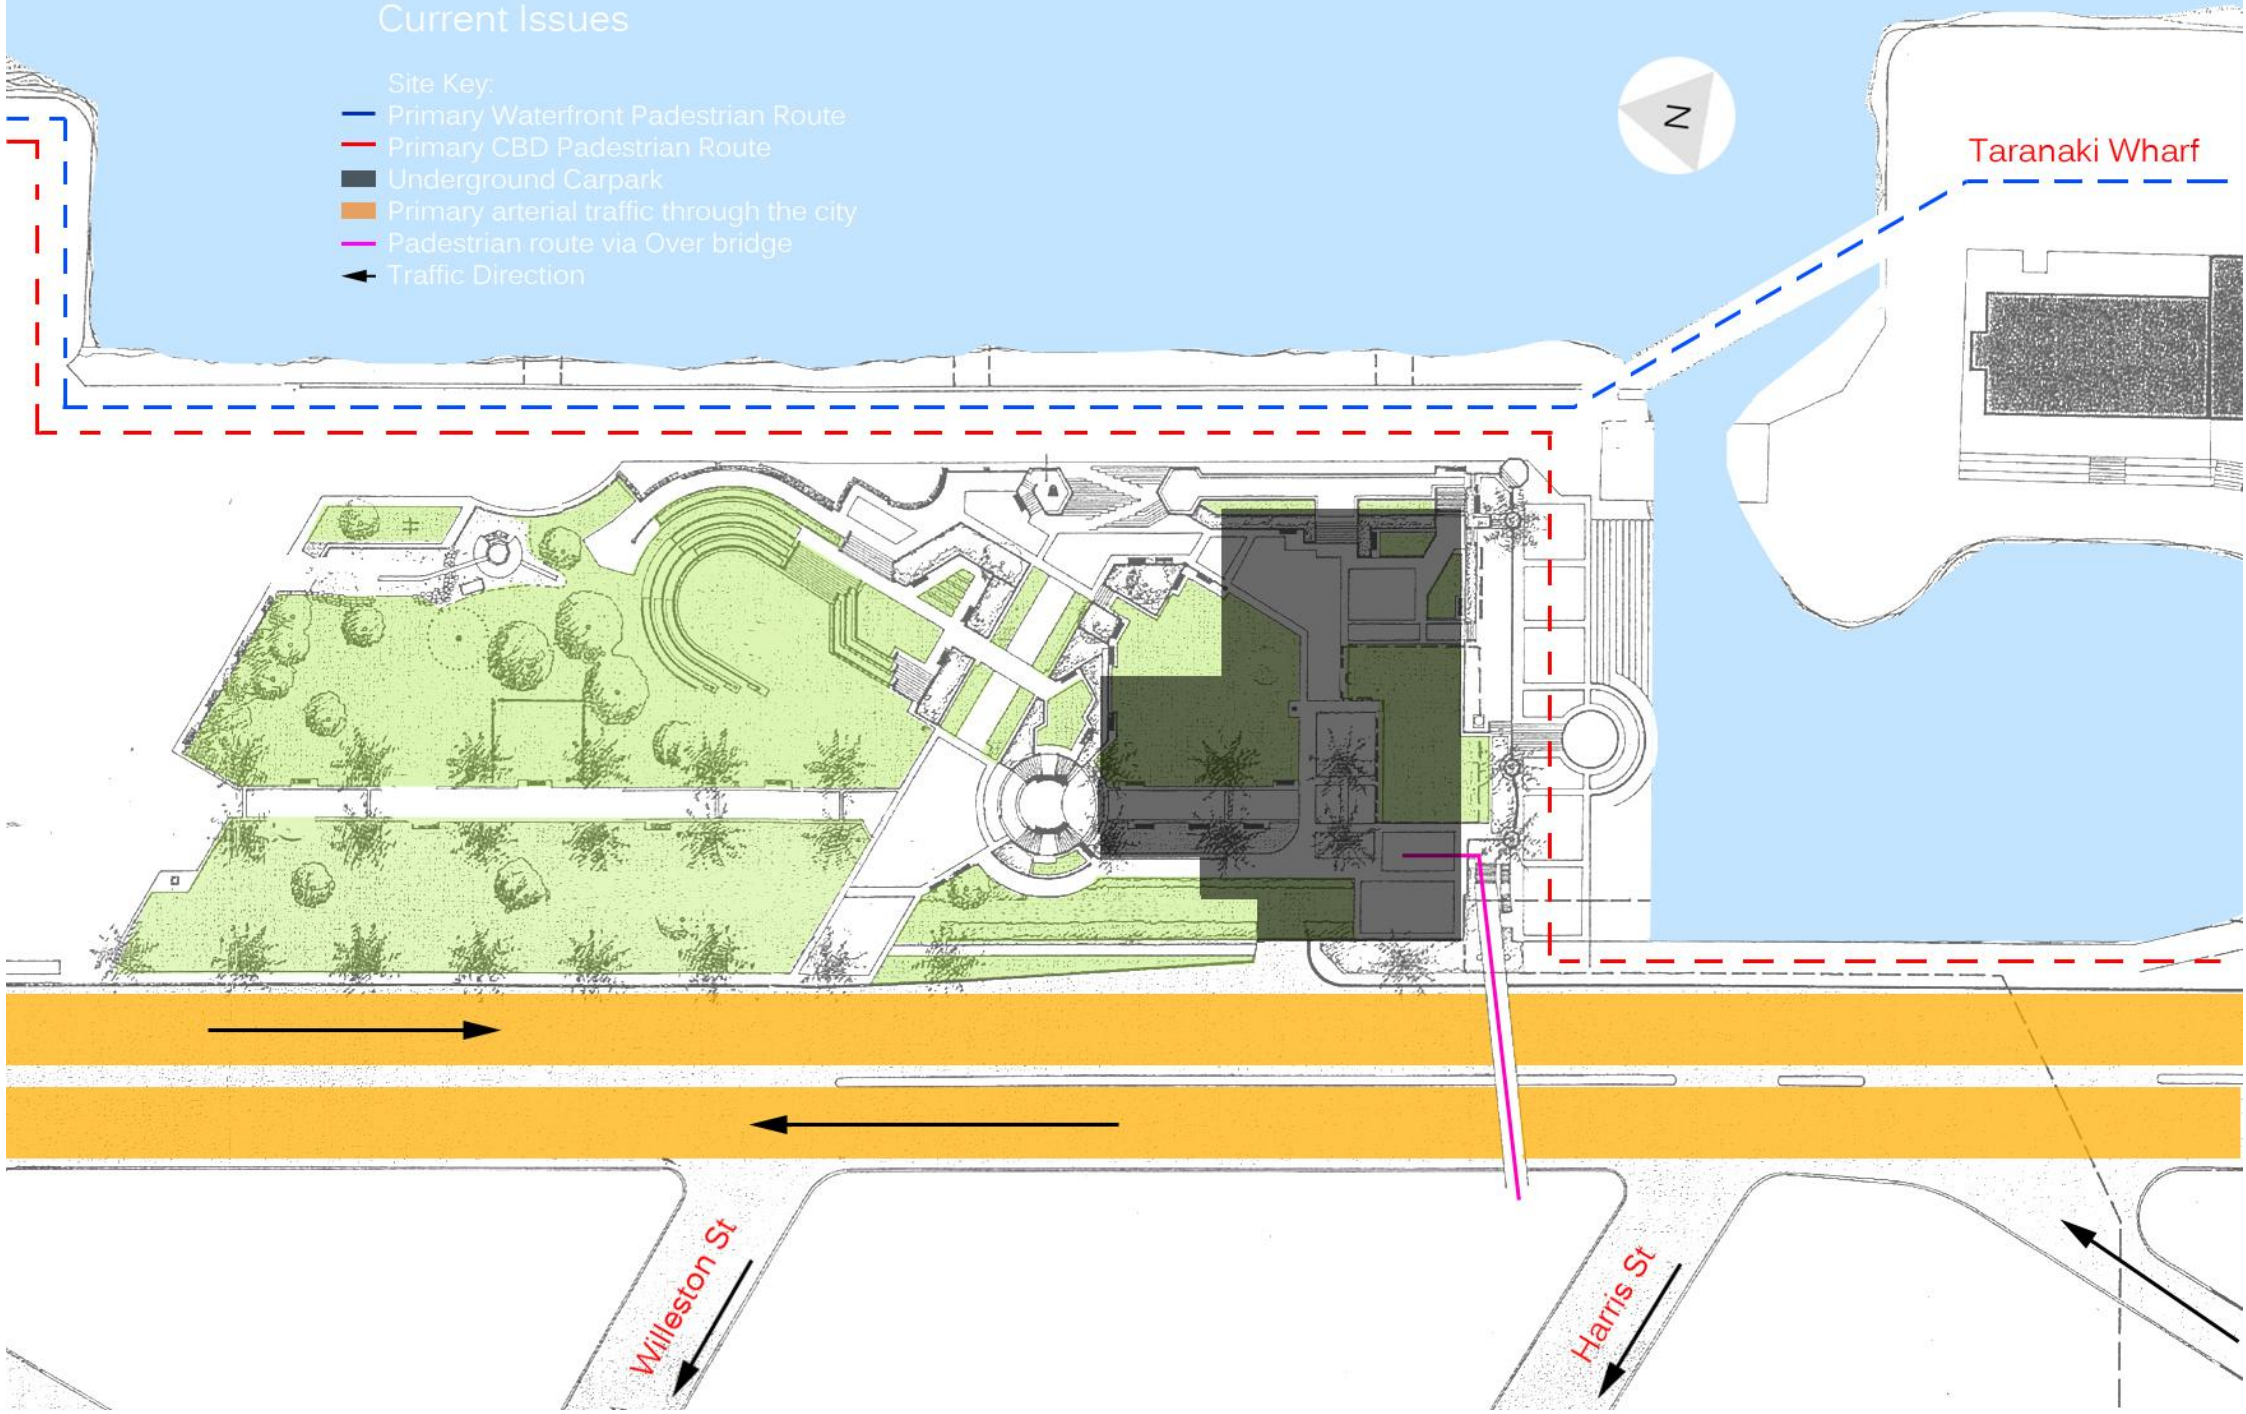 Current Issues
Site Key:
Primary Waterfront Padestrian Route
Primary CBD Padestrian Route
Underground Carpark
Primary arterial traffic through the city
Padestrian route via Over bridge
Traffic Direction
N
Taranaki Wharf
Willeston St
Harris St